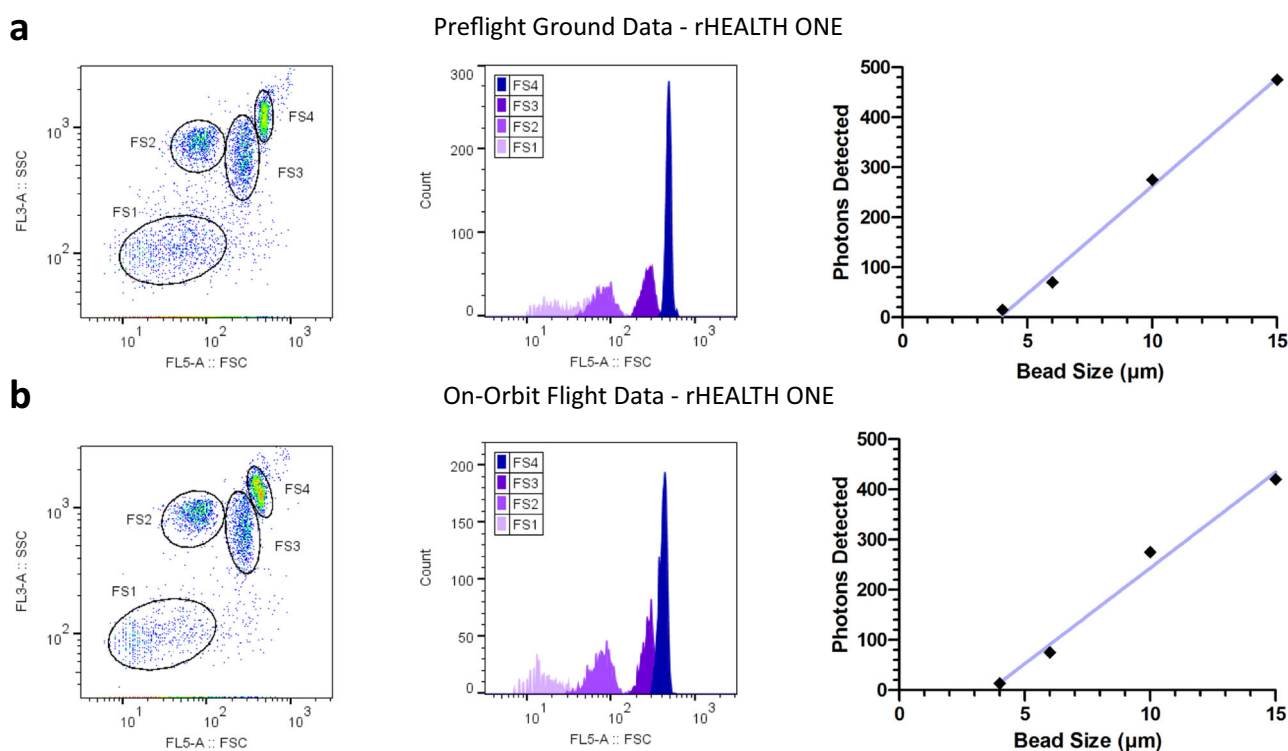 a
Preflight Ground Data - rHEALTH ONE
FL3-A :: SSC
10³
10²
FS1
FS2
FS3
FS4
10¹
10²
10³
FL5-A :: FSC
Count
300
200
100
0
FS4
FS3
FS2
FS1
10¹
10²
10³
FL5-A :: FSC
Photons Detected
500
400
300
200
100
0
0
5
10
15
Bead Size (µm)
b
On-Orbit Flight Data - rHEALTH ONE
FL3-A :: SSC
10³
10²
FS1
FS2
FS3
FS4
10¹
10²
10³
FL5-A :: FSC
Count
200
150
100
50
0
FS4
FS3
FS2
FS1
10¹
10²
10³
FL5-A :: FSC
Photons Detected
500
400
300
200
100
0
0
5
10
15
Bead Size (µm)